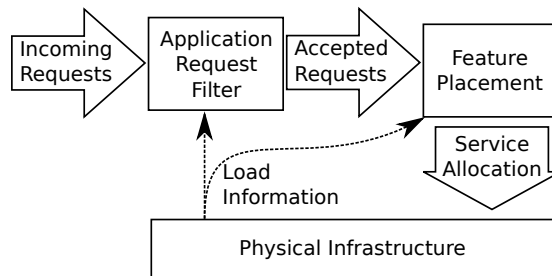 Incoming
Requests
Application
Request
Filter
Accepted
Requests
Feature
Placement
Service
Allocation
Load
Information
Physical Infrastructure